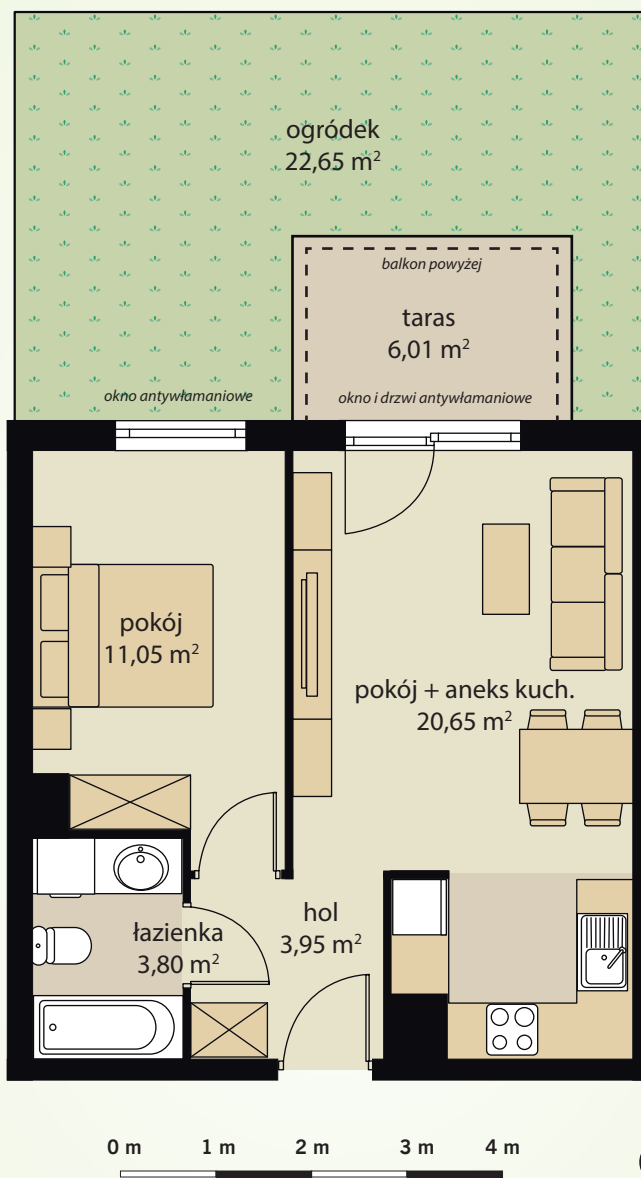 ogródek
22,65 m²
balkon powyżej
taras
6,01 m²
okno antywłamaniowe
okno i drzwi antywłamaniowe
pokój
11,05 m²
pokój + aneks kuch.
20,65 m²
hol
3,95 m²
łazienka
3,80 m²
0 m 1 m 2 m 3 m 4 m